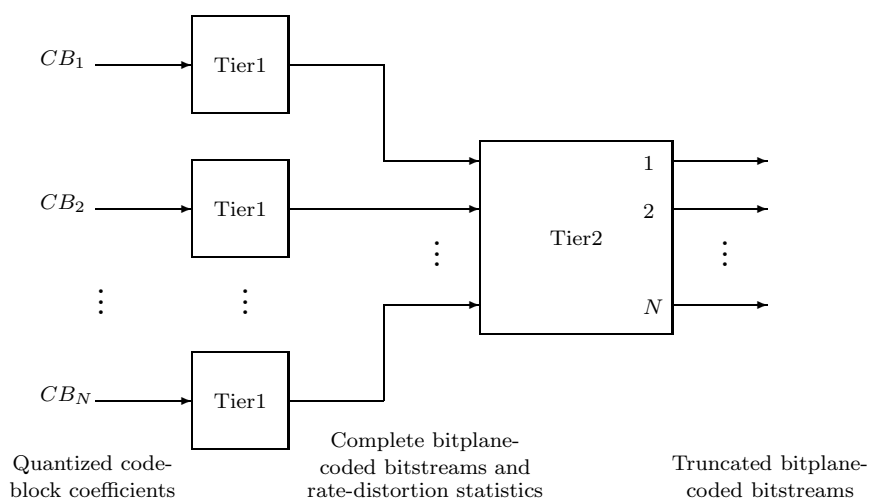 CB₁
Tier1
1
CB₂
Tier1
2
Tier2
⋮
⋮
⋮
⋮
N
CB_N
Tier1
Quantized code-
block coefficients
Complete bitplane-
coded bitstreams and
rate-distortion statistics
Truncated bitplane-
coded bitstreams